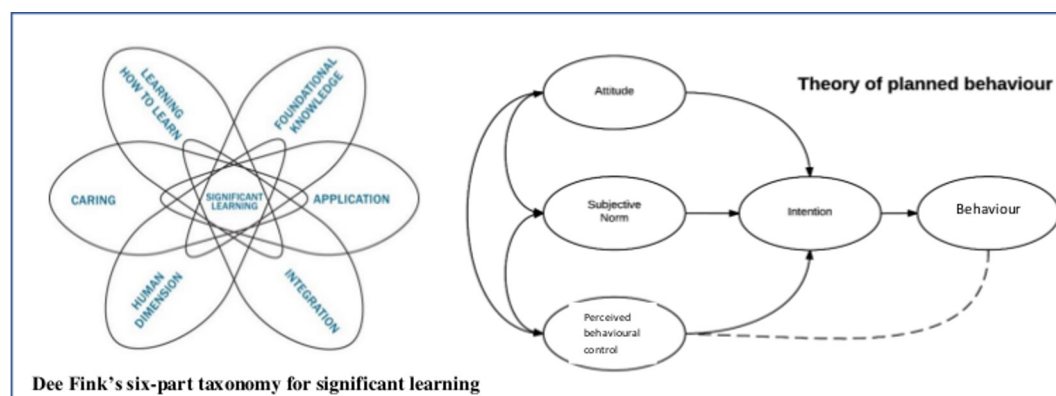 LEARNING
HOW TO LEARN
FOUNDATIONAL
KNOWLEDGE
CARING
SIGNIFICANT
LEARNING
APPLICATION
HUMAN
DIMENSION
INTEGRATION
Dee Fink's six-part taxonomy for significant learning
Theory of planned behaviour
Attitude
Subjective
Norm
Intention
Behaviour
Perceived
behavioural
control